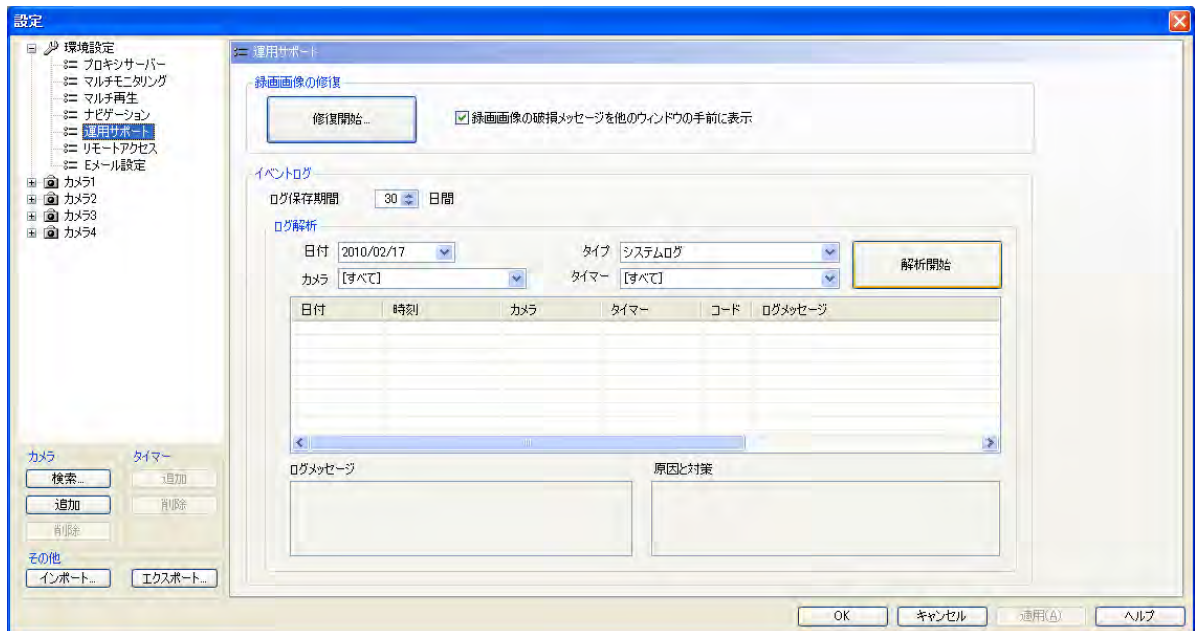 設定
環境設定
プロキシサーバー
マルチモニタリング
マルチ再生
ナビゲーション
運用サポート
リモートアクセス
Eメール設定
カメラ1
カメラ2
カメラ3
カメラ4
カメラ
タイマー
検索...
追加
追加
削除
削除
その他
インポート...
エクスポート...
運用サポート
録画画像の修復
修復開始...
録画画像の破損メッセージを他のウィンドウの手前に表示
イベントログ
ログ保存期間 30 日間
ログ解析
日付 2010/02/17 タイプ システムログ
解析開始
カメラ [すべて] タイマー [すべて]
日付 時刻 カメラ タイマー コード ログメッセージ
ログメッセージ 原因と対策
OK キャンセル 適用(A) ヘルプ